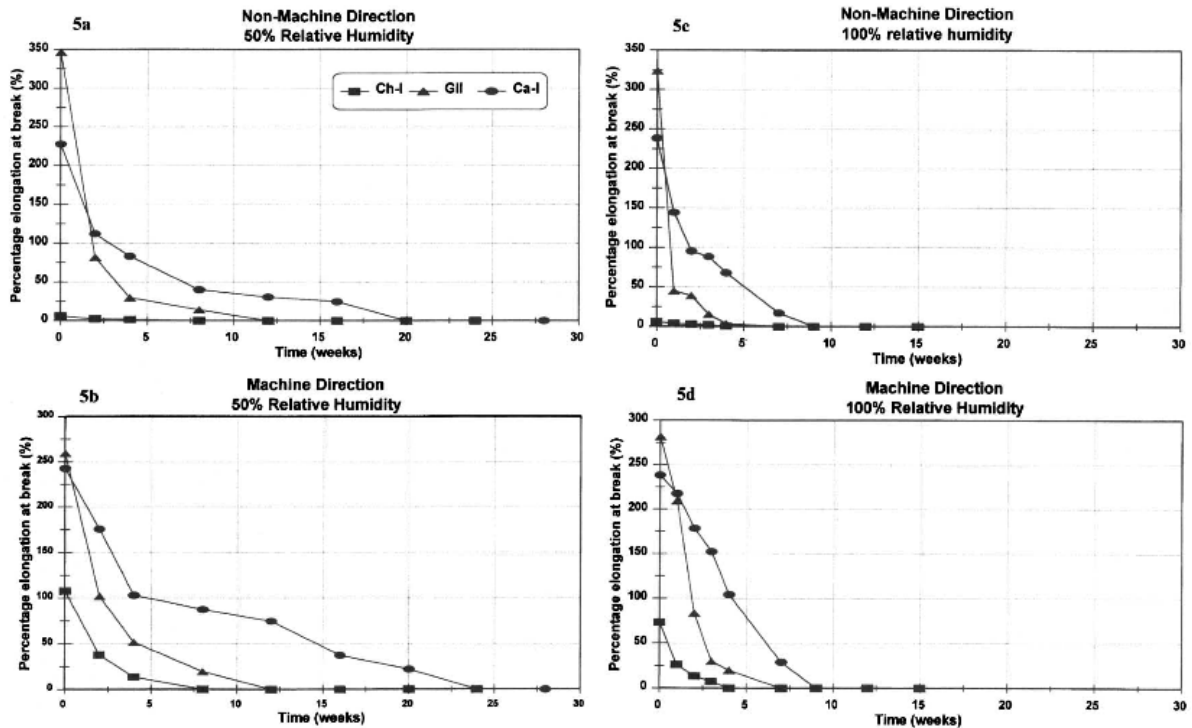 5a
Non-Machine Direction
50% Relative Humidity
Percentage elongation at break (%)
350
300
250
200
150
100
50
0
Ch-I GII Ca-I
0 5 10 15 20 25 30
Time (weeks)
5c
Non-Machine Direction
100% relative humidity
Percentage elongation at break (%)
350
300
250
200
150
100
50
0
0 5 10 15 20 25 30
Time (weeks)
5b
Machine Direction
50% Relative Humidity
Percentage elongation at break (%)
300
250
200
150
100
50
0
0 5 10 15 20 25 30
Time (weeks)
5d
Machine Direction
100% Relative Humidity
Percentage elongation at break (%)
300
250
200
150
100
50
0
0 5 10 15 20 25 30
Time (weeks)